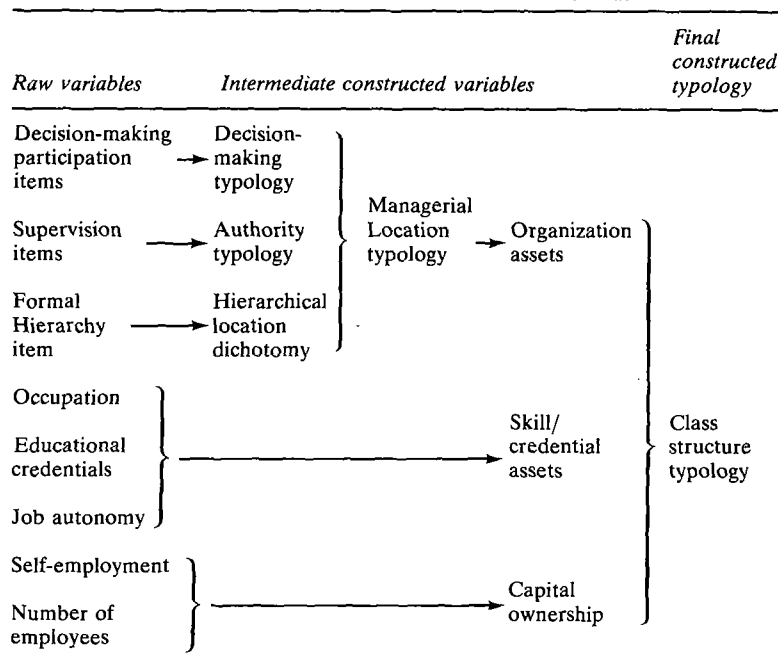 Final
constructed
typology
Raw variables Intermediate constructed variables
Decision-making
participation
items
Decision-
making
typology
Supervision
items
Authority
typology
Managerial
Location
typology
Organization
assets
Formal
Hierarchy
item
Hierarchical
location
dichotomy
Occupation
Educational
credentials
Job autonomy
Skill/
credential
assets
Class
structure
typology
Self-employment
Number of
employees
Capital
ownership